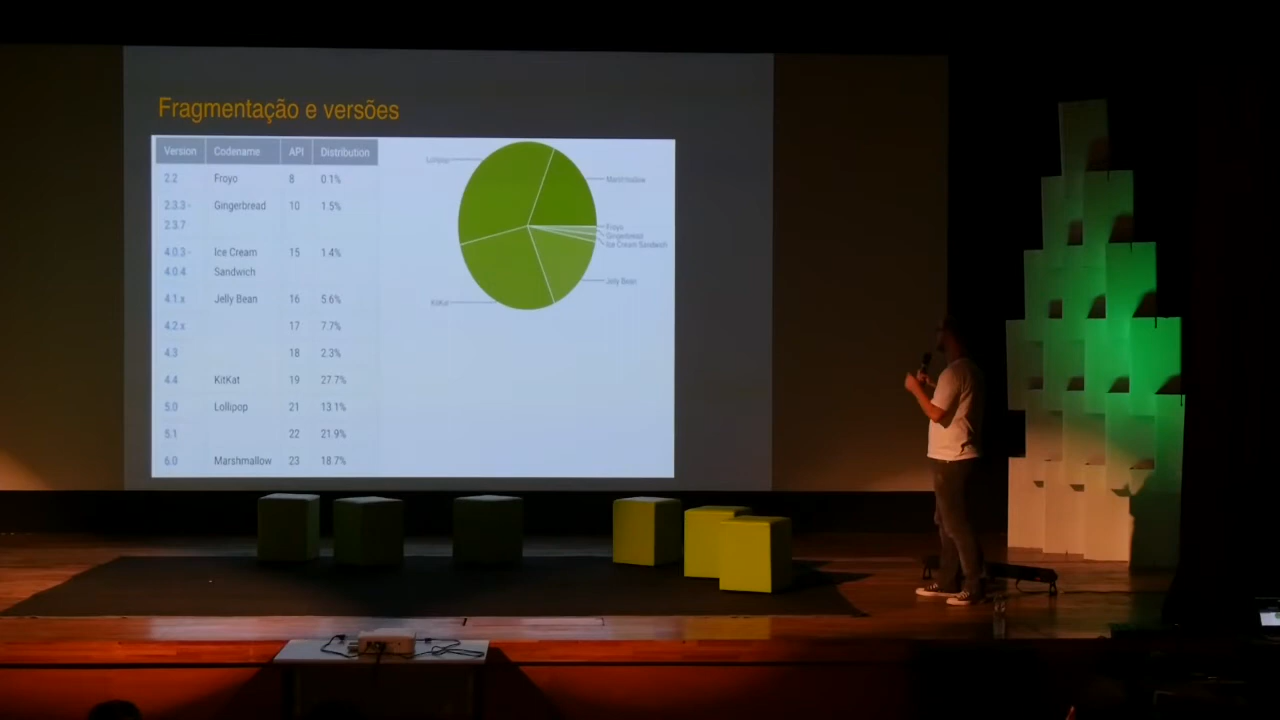 Fragmentação e versões
Version Codename API Distribution
2.2 Froyo 8 0.1%
2.3.3 - Gingerbread 10 1.5%
2.3.7
4.0.3 - Ice Cream 15 1.4%
4.0.4 Sandwich
4.1.x Jelly Bean 16 5.6%
4.2.x 17 7.7%
4.3 18 2.3%
4.4 KitKat 19 27.7%
5.0 Lollipop 21 13.1%
5.1 22 21.9%
6.0 Marshmallow 23 18.7%
Lollipop
Marshmallow
Froyo
Gingerbread
Ice Cream Sandwich
Jelly Bean
KitKat